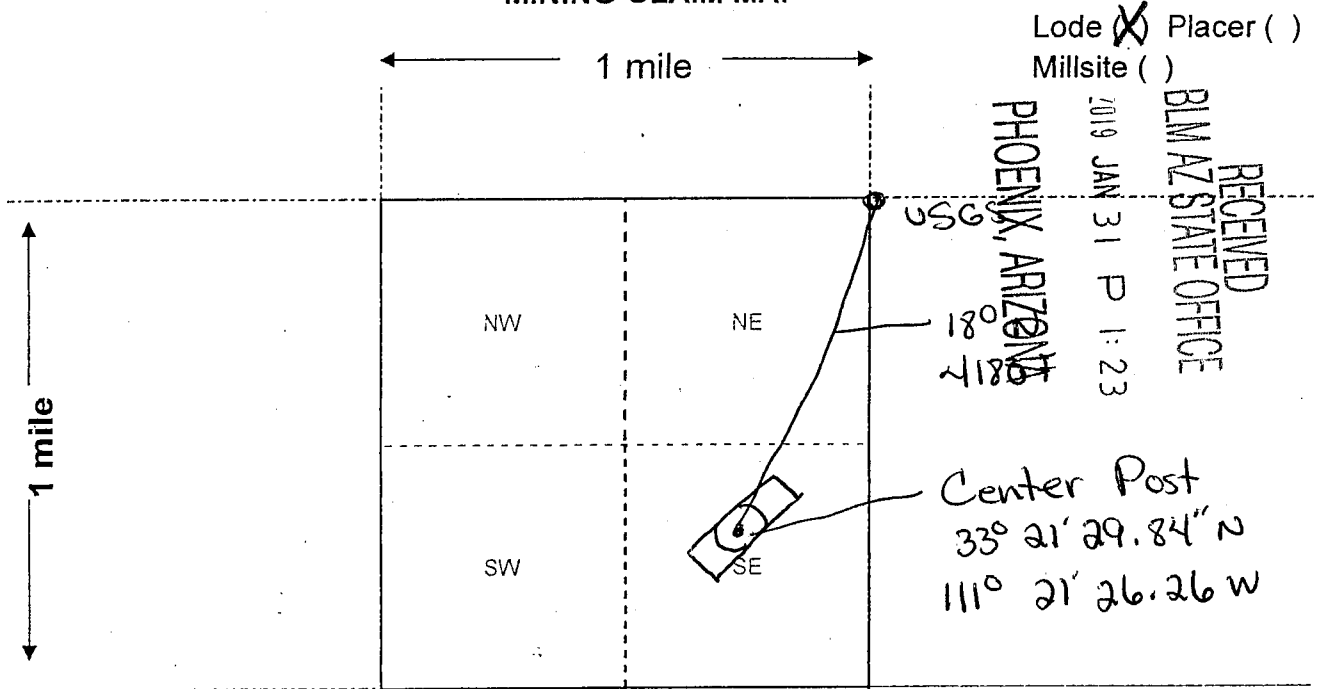 Lode (X) Placer ( )
Millsite ( )
1 mile
RECEIVED
BLM AZ STATE OFFICE
2019 JAN 31 P 1:23
PHOENIX, ARIZONA
USGS
NW
NE
18°
1 mile
Center Post
33° 21' 29.84" N
111° 21' 26.26 W
SW
SE